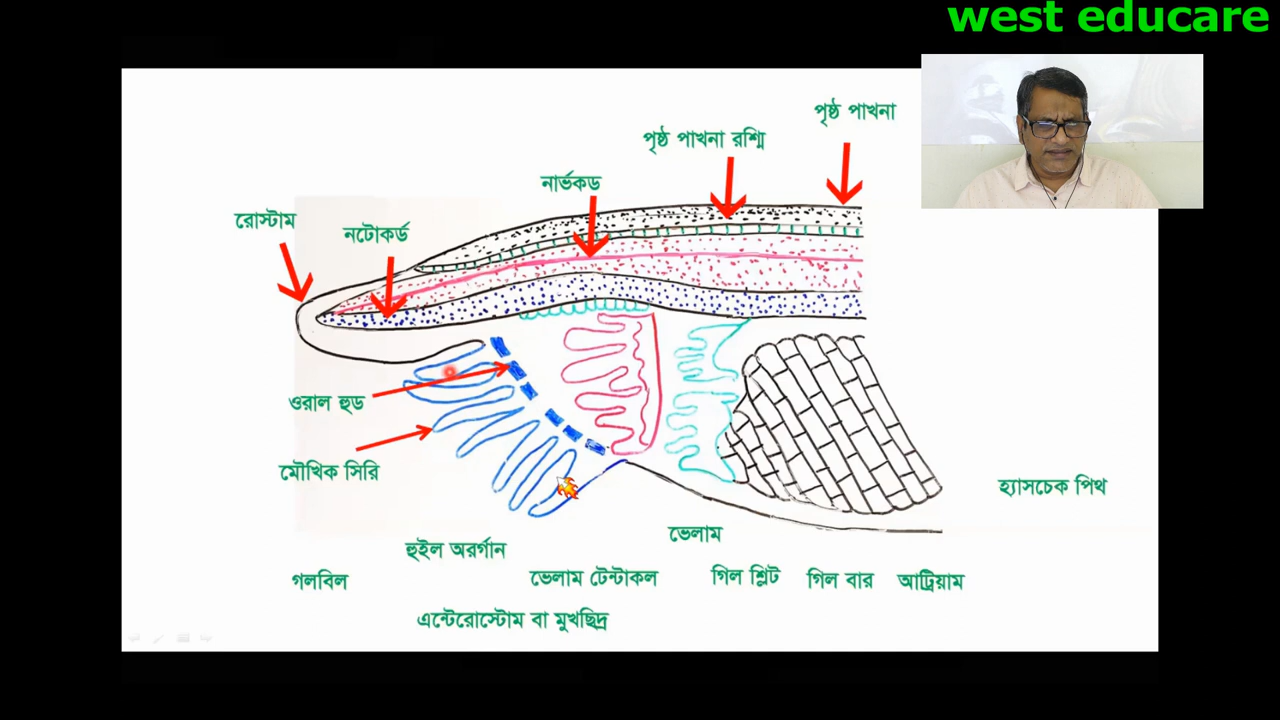 west educare
পৃষ্ঠ পাখনা
পৃষ্ঠ পাখনা রশ্মি
নার্ভকড
রোস্টাম
নটোকর্ড
ওরাল হুড
মৌখিক সিরি
হ্যাসচেক পিথ
ভেলাম
হুইল অরর্গান
গলবিল
ভেলাম টেন্টাকল
গিল শ্লিট
গিল বার
আট্রিয়াম
এন্টেরোস্টোম বা মুখছিদ্র